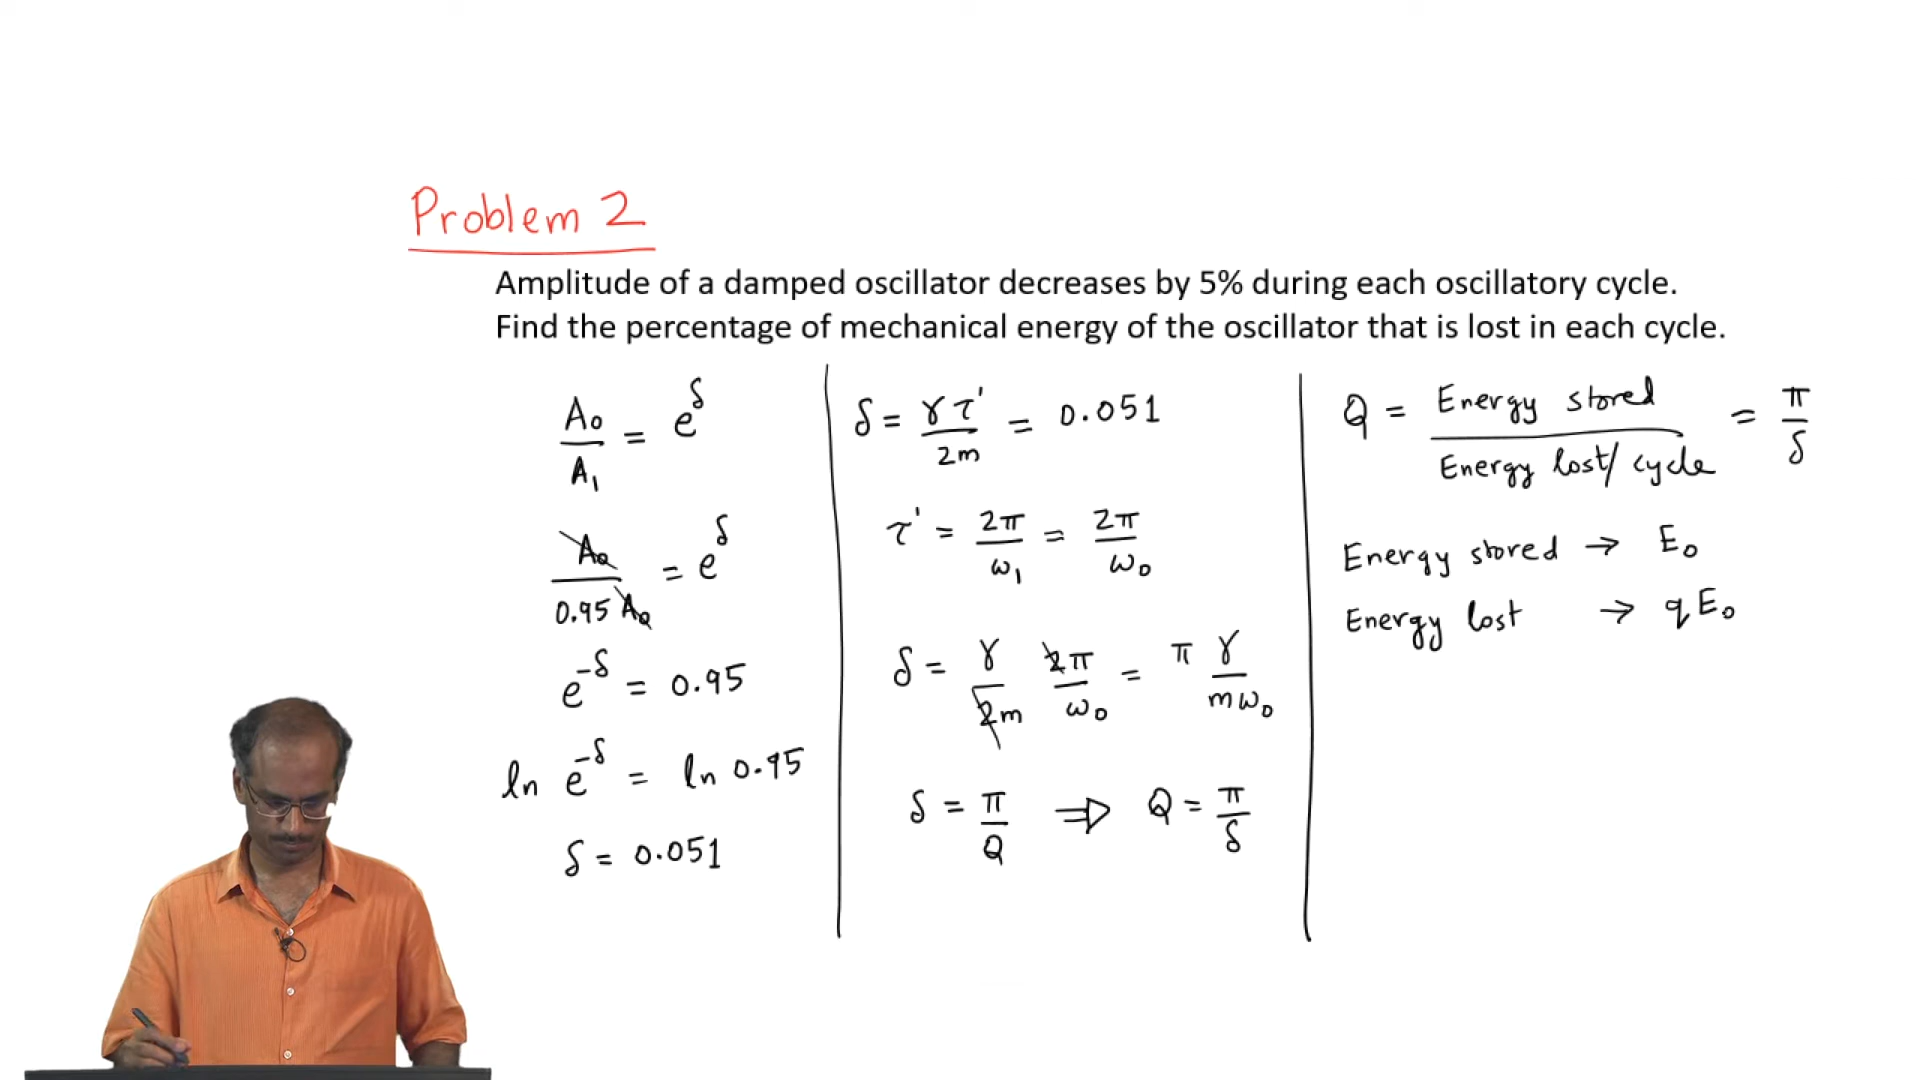 Problem 2
Amplitude of a damped oscillator decreases by 5% during each oscillatory cycle.
Find the percentage of mechanical energy of the oscillator that is lost in each cycle.
A₀/A₁ = e^δ
A₀/0.95 A₀ = e^δ
e^-δ = 0.95
ln e^-δ = ln 0.95
δ = 0.051
δ = γτ'/2m = 0.051
τ' = 2π/ω₁ = 2π/ω₀
δ = γ/2m 2π/ω₀ = π γ/mω₀
δ = π/Q ⇒ Q = π/δ
Q = Energy stored/Energy lost/cycle = π/δ
Energy stored → E₀
Energy lost → qE₀